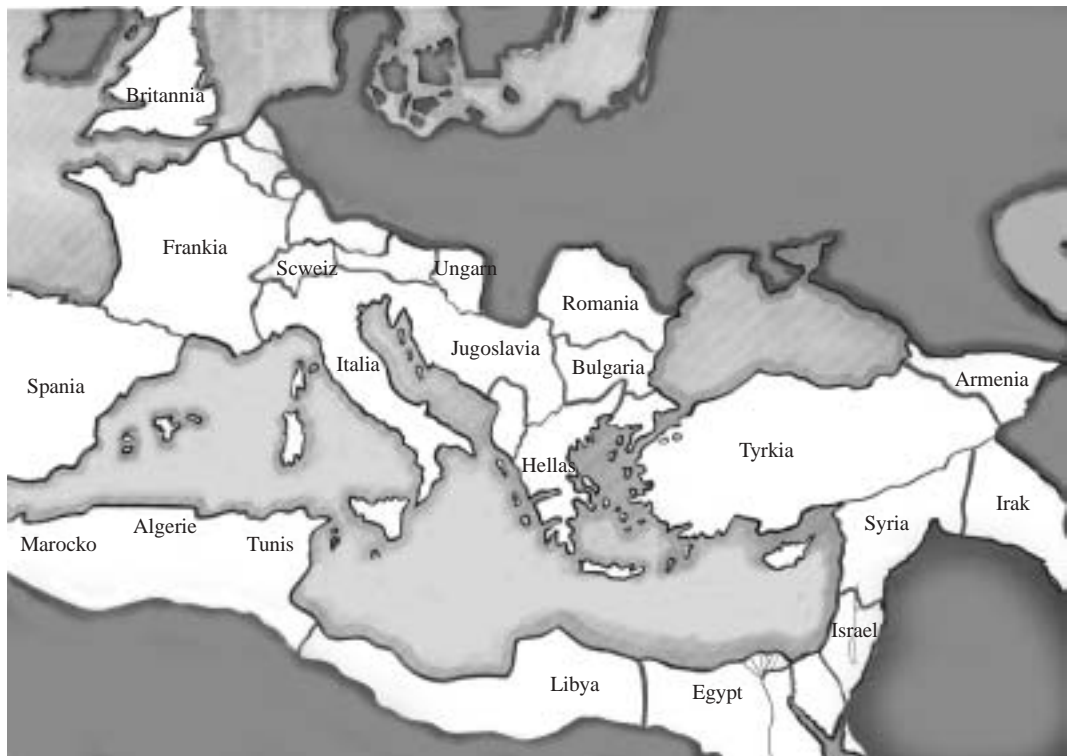 Britannia
Frankia
Scweiz
Ungarn
Romania
Jugoslavia
Italia
Bulgaria
Armenia
Spania
Tyrkia
Hellas
Irak
Syria
Algerie
Marocko
Tunis
Israel
Libya
Egypt